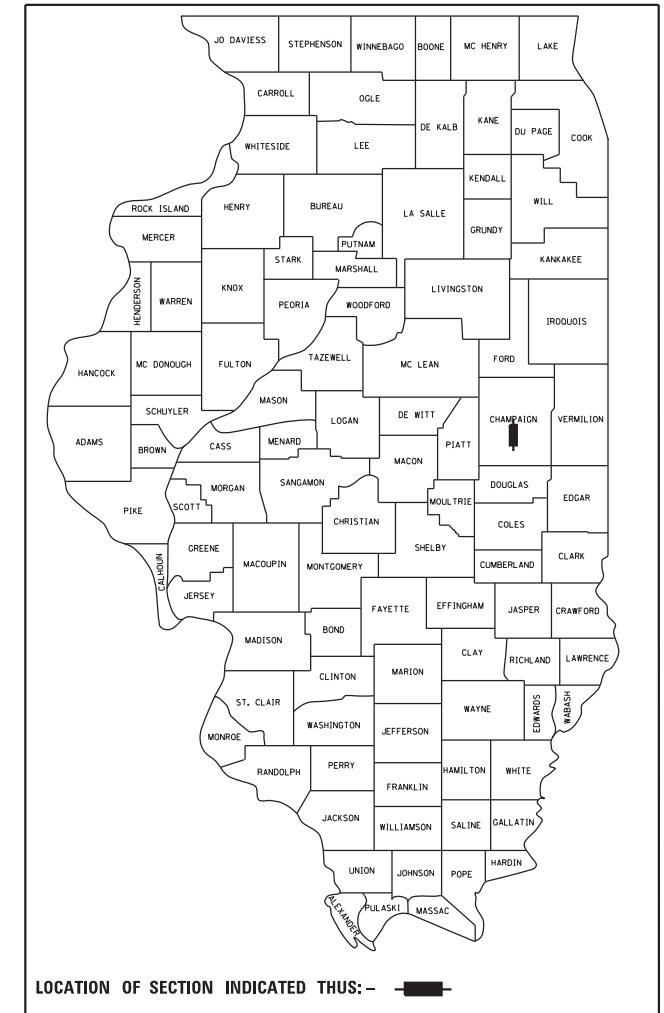 JO DAVIESS
STEPHENSON
WINNEBAGO
BOONE
MC HENRY
LAKE
CARROLL
OGLE
DE KALB
KANE
DU PAGE
COOK
WHITESIDE
LEE
KENDALL
WILL
ROCK ISLAND
HENRY
BUREAU
LA SALLE
GRUNDY
MERCER
PUTNAM
STARK
MARSHALL
KANKAKEE
HENDERSON
WARREN
KNOX
PEORIA
WOODFORD
LIVINGSTON
IROQUOIS
HANCOCK
MC DONOUGH
FULTON
TAZEWELL
MC LEAN
FORD
MASON
SCHUYLER
LOGAN
DE WITT
CHAMPAIGN
VERMILION
ADAMS
BROWN
CASS
MENARD
PIATT
MACON
PIKE
SCOTT
MORGAN
SANGAMON
MOULTRIE
DOUGLAS
EDGAR
CHRISTIAN
COLES
CALHOUN
GREENE
MACOUPIN
MONTGOMERY
SHELBY
CUMBERLAND
CLARK
JERSEY
FAYETTE
EFFINGHAM
JASPER
CRAWFORD
MADISON
BOND
CLAY
RICHLAND
LAWRENCE
CLINTON
MARION
ST. CLAIR
WAYNE
EDWARDS
WABASH
WASHINGTON
JEFFERSON
MONROE
RANDOLPH
PERRY
HAMILTON
WHITE
FRANKLIN
JACKSON
WILLIAMSON
SALINE
GALLATIN
UNION
JOHNSON
POPE
HARDIN
ALEXANDER
PULASKI
MASSAC
LOCATION OF SECTION INDICATED THUS: -